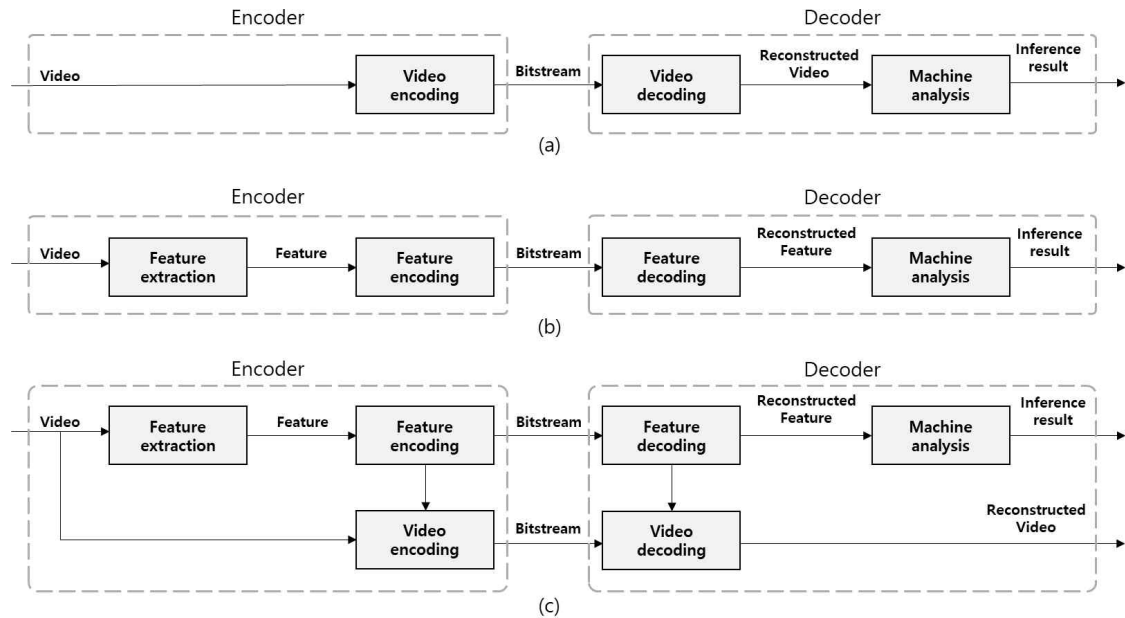 Encoder
Decoder
Video
Video
encoding
Bitstream
Video
decoding
Reconstructed
Video
Machine
analysis
Inference
result
(a)
Encoder
Decoder
Video
Feature
extraction
Feature
Feature
encoding
Bitstream
Feature
decoding
Reconstructed
Feature
Machine
analysis
Inference
result
(b)
Encoder
Decoder
Video
Feature
extraction
Feature
Feature
encoding
Bitstream
Feature
decoding
Reconstructed
Feature
Machine
analysis
Inference
result
Video
encoding
Bitstream
Video
decoding
Reconstructed
Video
(c)